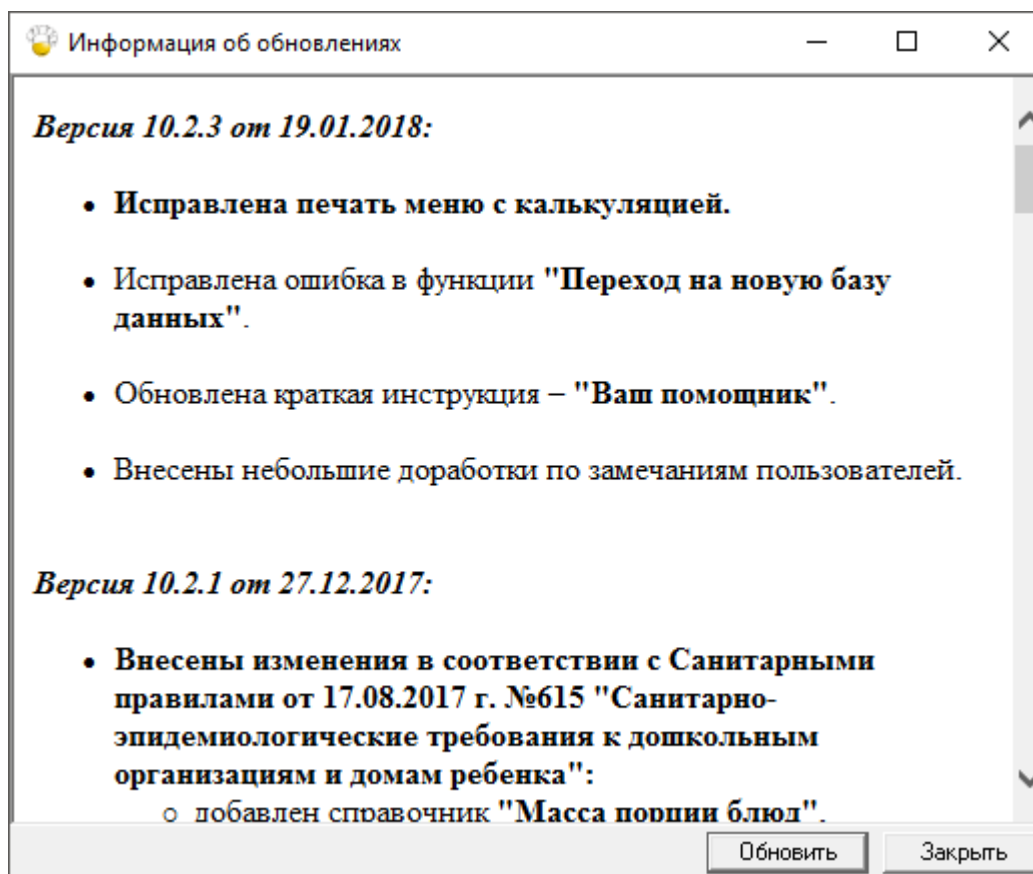 Информация об обновлениях
Версия 10.2.3 от 19.01.2018:
• Исправлена печать меню с калькуляцией.
• Исправлена ошибка в функции "Переход на новую базу
данных".
• Обновлена краткая инструкция – "Ваш помощник".
• Внесены небольшие доработки по замечаниям пользователей.
Версия 10.2.1 от 27.12.2017:
• Внесены изменения в соответствии с Санитарными
правилами от 17.08.2017 г. №615 "Санитарно-
эпидемиологические требования к дошкольным
организациям и домам ребенка":
○ добавлен справочник "Масса порции блюд".
Обновить
Закрыть